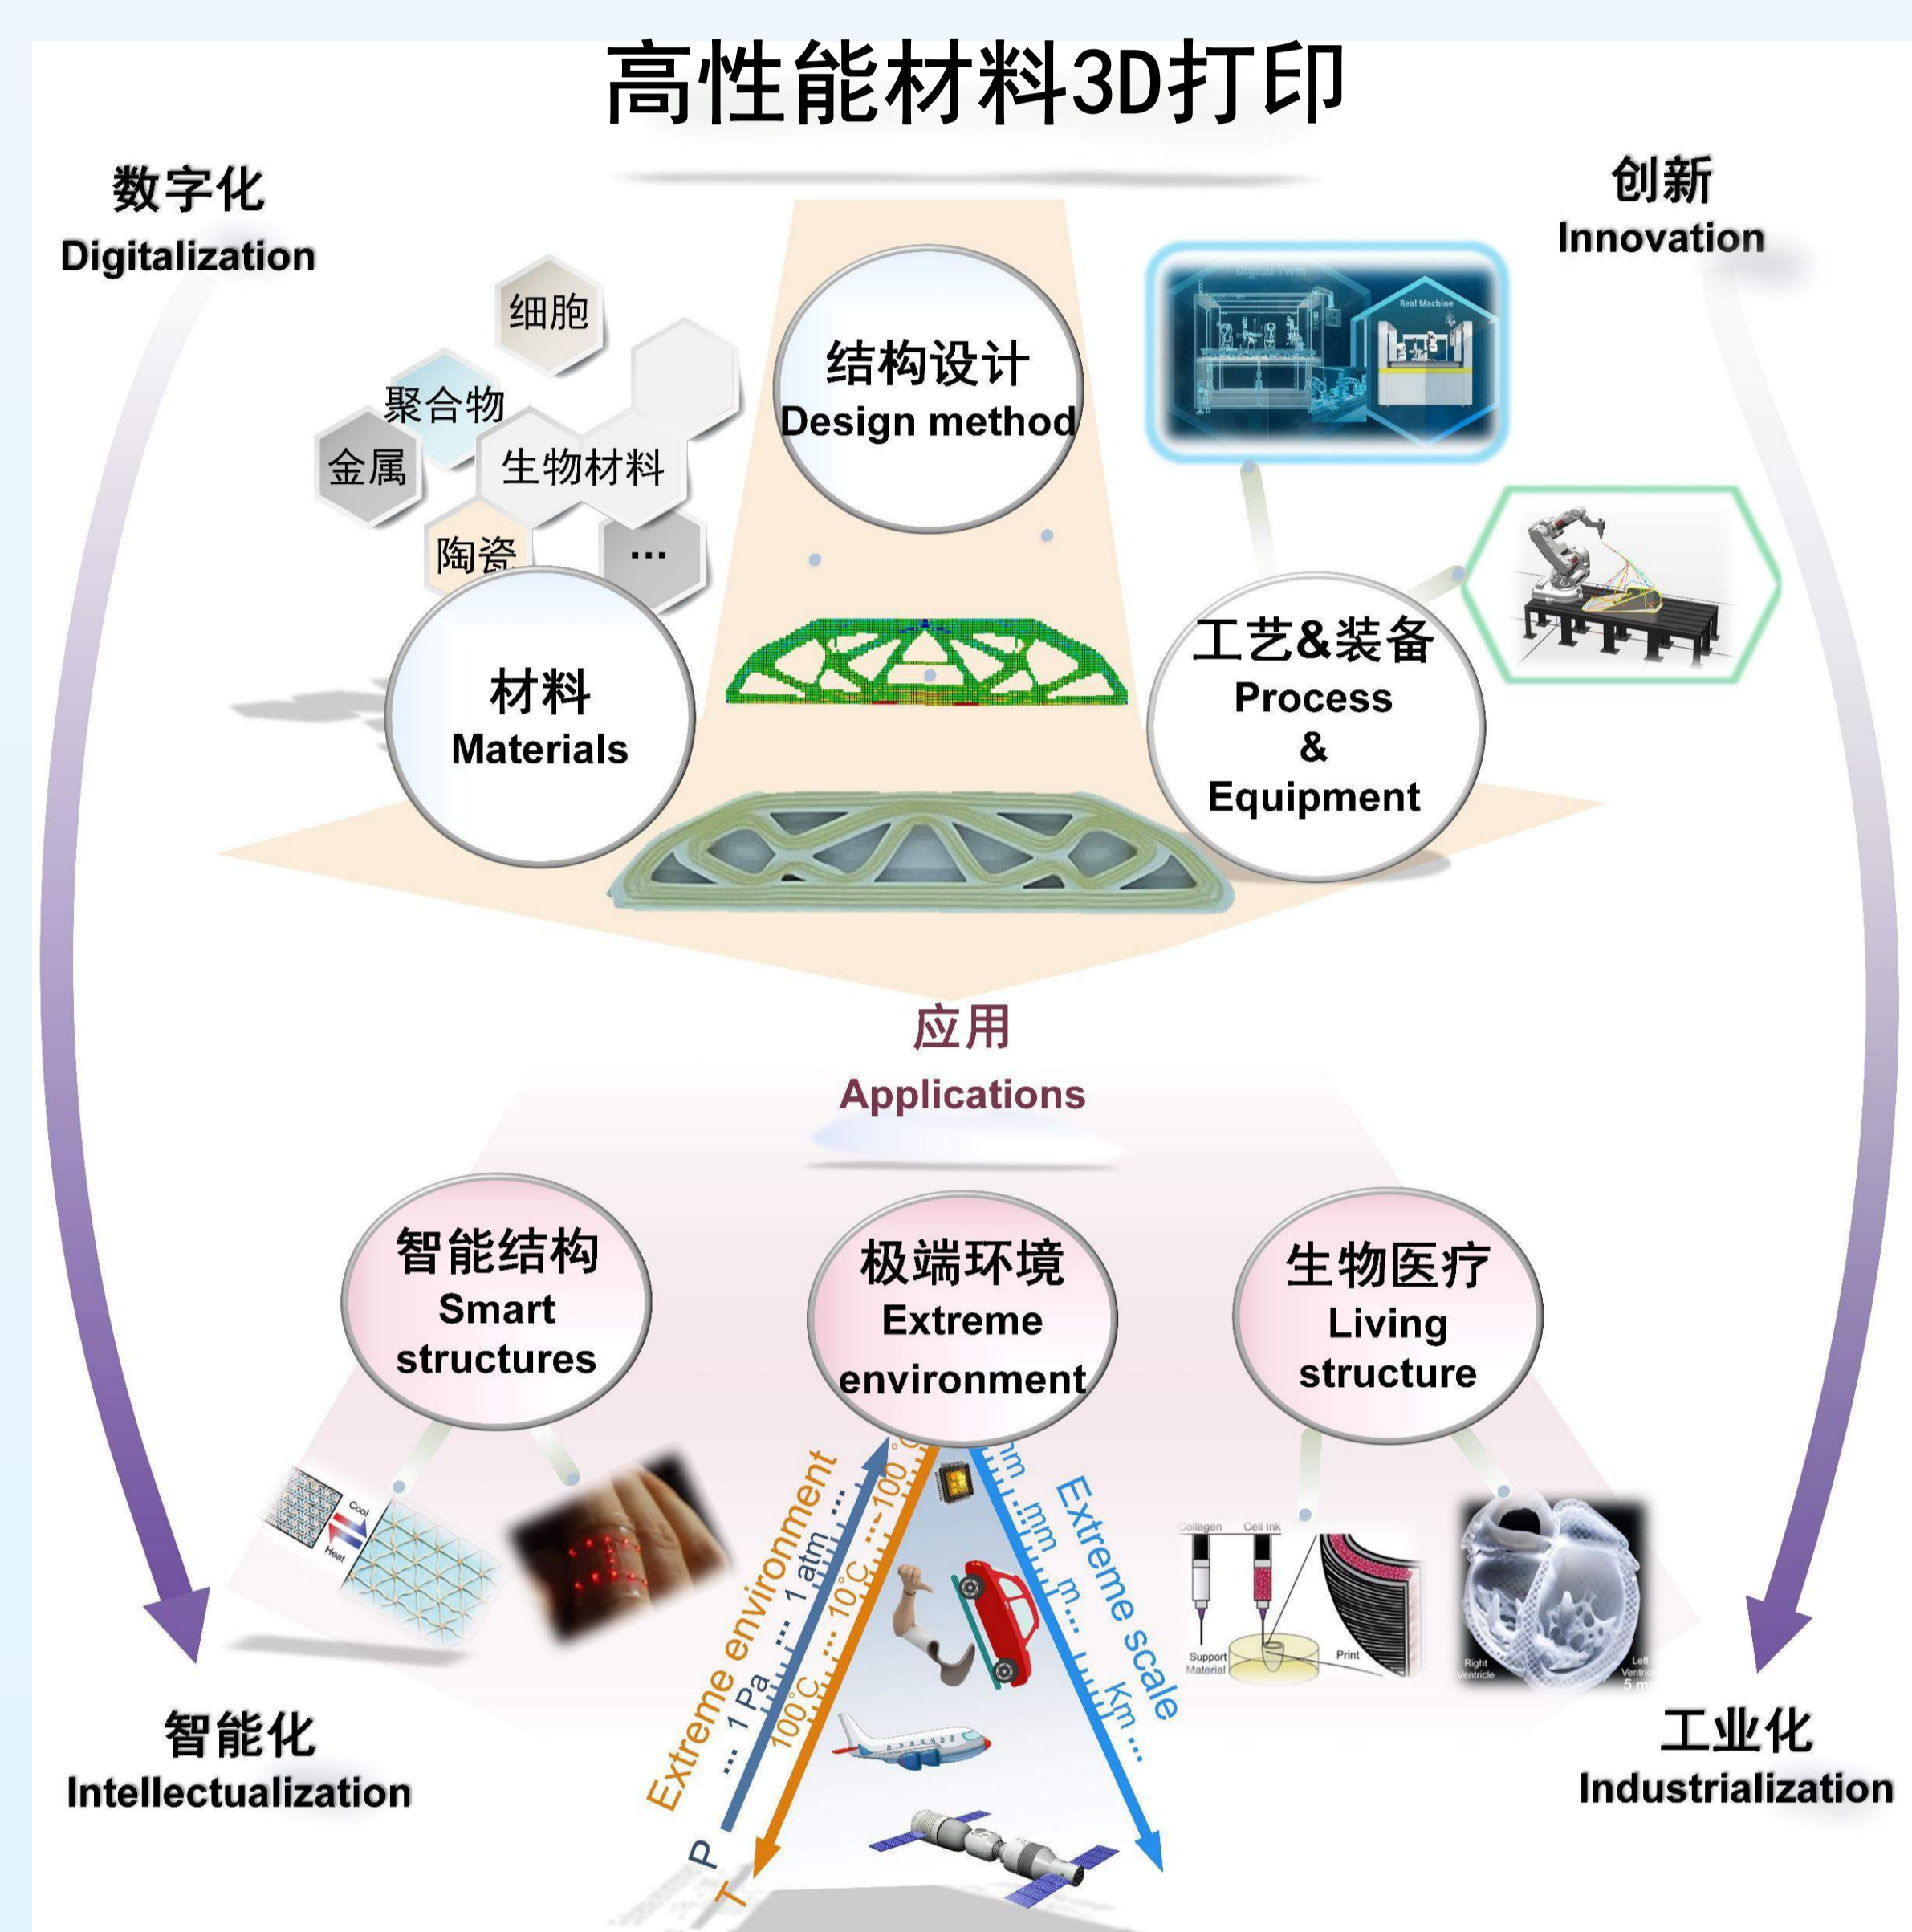 高性能材料3D打印
数字化
Digitalization
创新
Innovation
细胞
聚合物
金属
生物材料
陶瓷
...
结构设计
Design method
Digital Twin
Real Machine
材料
Materials
工艺&装备
Process
&
Equipment
应用
Applications
智能结构
Smart
structures
极端环境
Extreme
environment
生物医疗
Living
structure
Cool
Heat
Extreme environment
... 1 Pa ... 1 atm ...
P
100℃ ... 10℃ ...-100℃
T
mm ... m... Km ...
Extreme scale
Collagen
Cell Ink
Support
Material
Print
Right
Ventricle
Left
智能化
Intellectualization
工业化
Industrialization